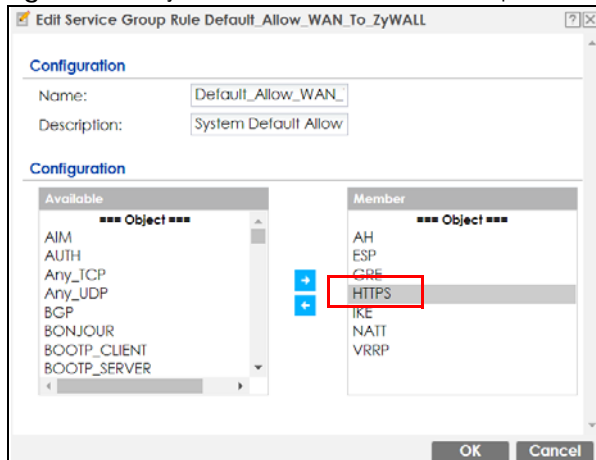 Edit Service Group Rule Default_Allow_WAN_To_ZyWALL
Configuration
Name: Default_Allow_WAN_
Description: System Default Allow
Configuration
Available
=== Object ===
AIM
AUTH
Any_TCP
Any_UDP
BGP
BONJOUR
BOOTP_CLIENT
BOOTP_SERVER
Member
=== Object ===
AH
ESP
GRE
HTTPS
IKE
NATT
VRRP
OK Cancel